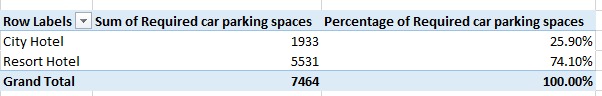 Row Labels Sum of Required car parking spaces Percentage of Required car parking spaces
City Hotel 1933 25.90%
Resort Hotel 5531 74.10%
Grand Total 7464 100.00%